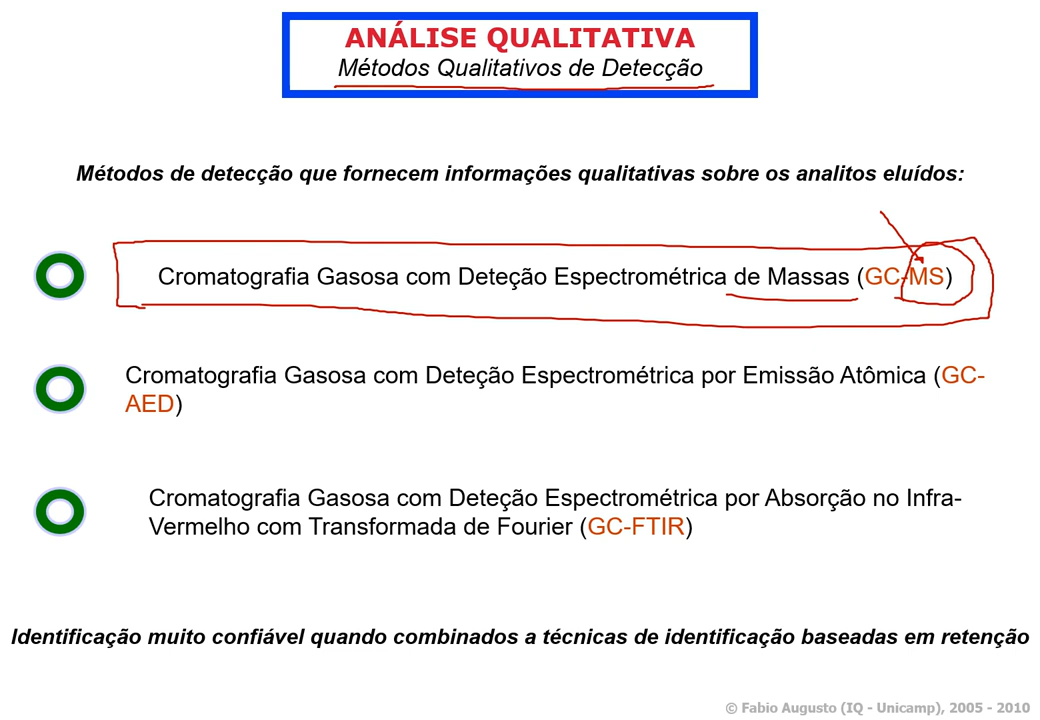 ANÁLISE QUALITATIVA
Métodos Qualitativos de Detecção
Métodos de detecção que fornecem informações qualitativas sobre os analitos eluídos:
Cromatografia Gasosa com Deteção Espectrométrica de Massas (GC-MS)
Cromatografia Gasosa com Deteção Espectrométrica por Emissão Atômica (GC-
AED)
Cromatografia Gasosa com Deteção Espectrométrica por Absorção no Infra-
Vermelho com Transformada de Fourier (GC-FTIR)
Identificação muito confiável quando combinados a técnicas de identificação baseadas em retenção
© Fabio Augusto (IQ - Unicamp), 2005 - 2010